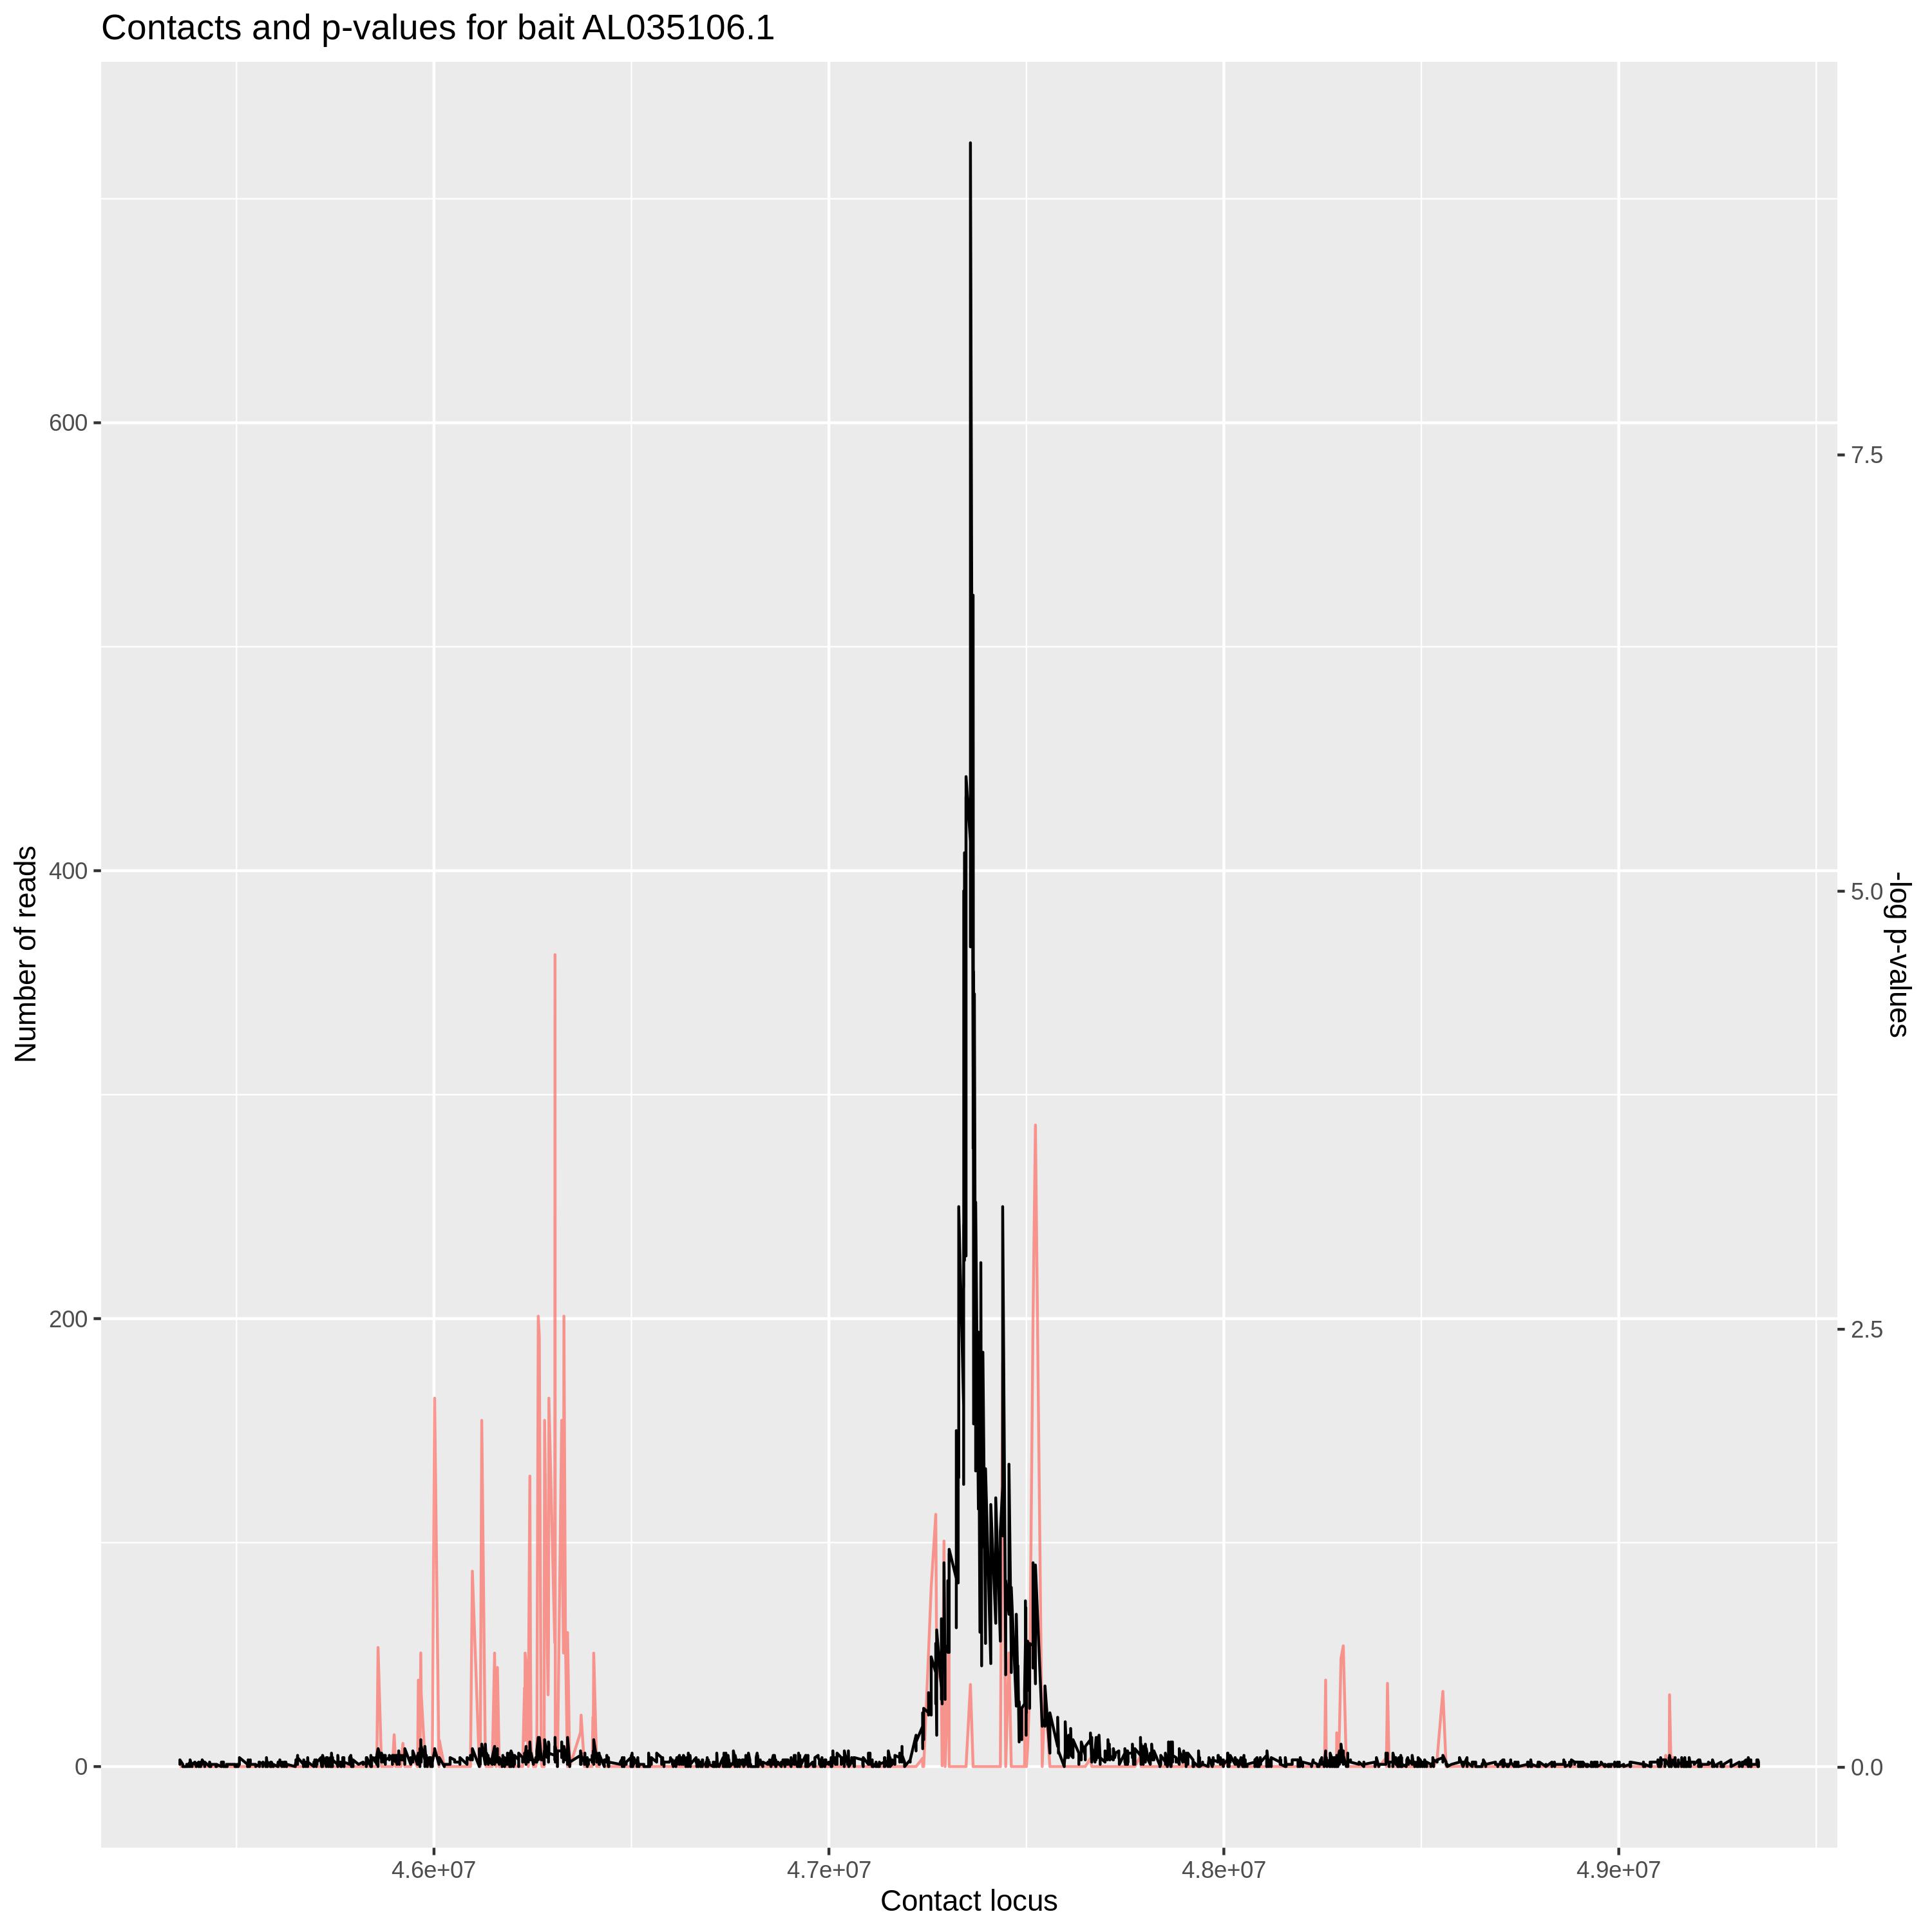 Contacts and p-values for bait AL035106.1
600
400
200
0
Number of reads
7.5
5.0
2.5
0.0
-log p-values
4.6e+07
4.7e+07
4.8e+07
4.9e+07
Contact locus